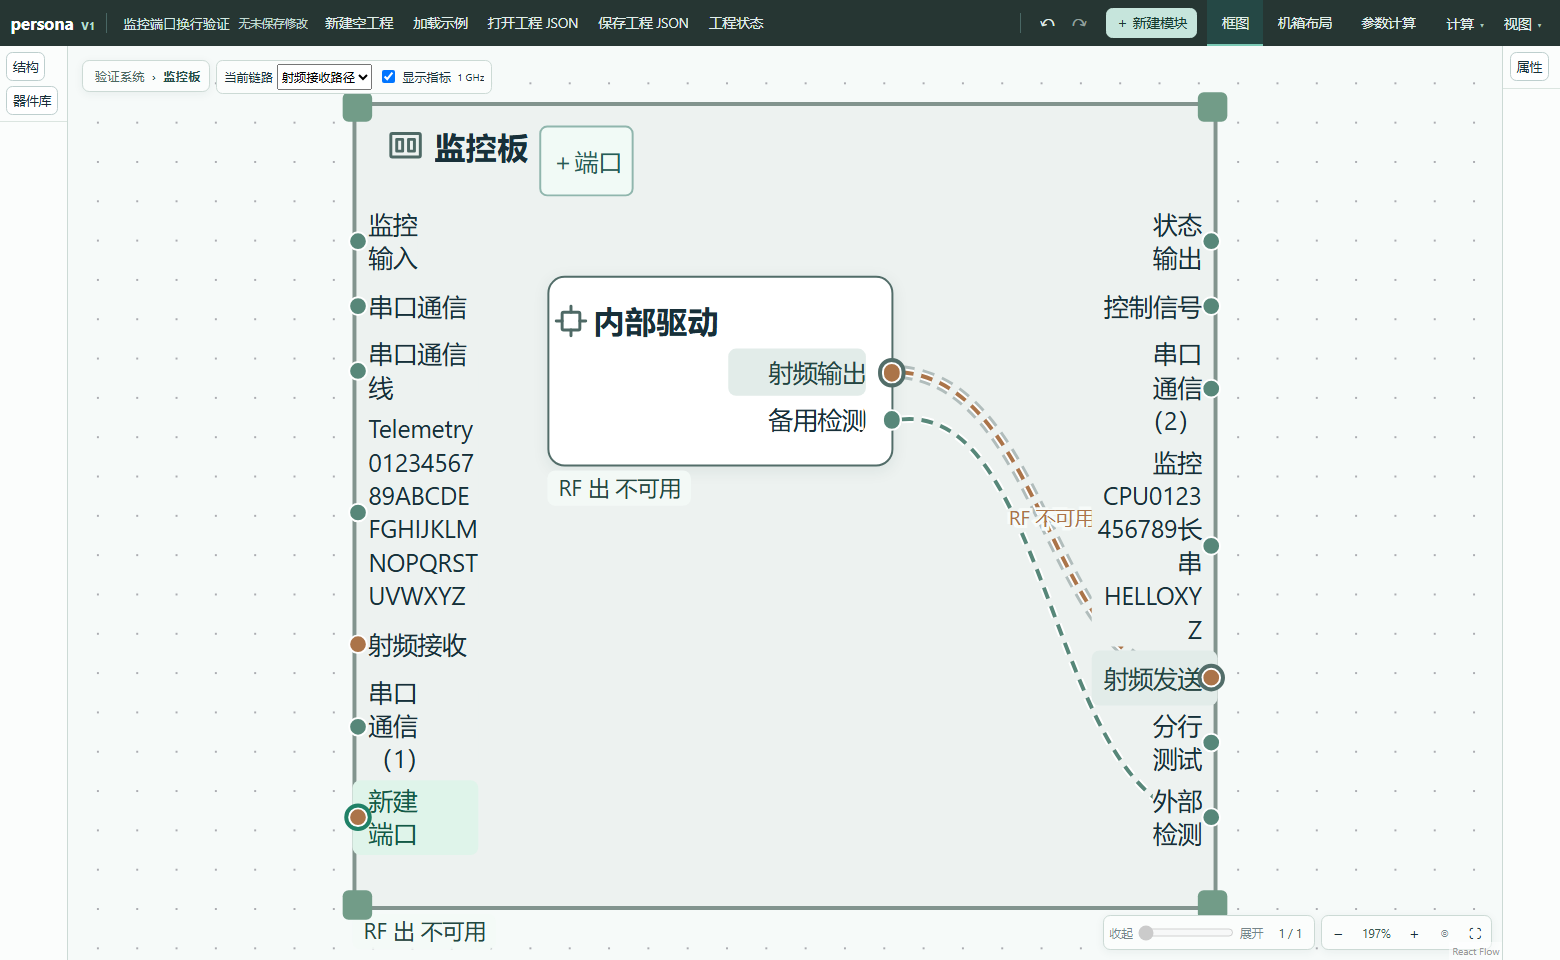 persona V1
监控端口换行验证 无未保存修改 新建空工程 加载示例 打开工程 JSON 保存工程 JSON 工程状态
+ 新建模块 框图 机箱布局 参数计算 计算 视图
结构
器件库
验证系统 › 监控板
当前链路 射频接收路径 显示指标 1 GHz
属性
监控板
+ 端口
监控
输入
串口通信
串口通信
线
Telemetry
01234567
89ABCDE
FGHIJKLM
NOPQRST
UVWXYZ
射频接收
串口
通信
（1）
新建
端口
内部驱动
射频输出
备用检测
RF 出 不可用
RF 不可用
状态
输出
控制信号
串口
通信
（2）
监控
CPU0123
456789长
串
HELLOXY
Z
射频发送
分行
测试
外部
检测
RF 出 不可用
收起 展开 1 / 1
− 197% +
React Flow